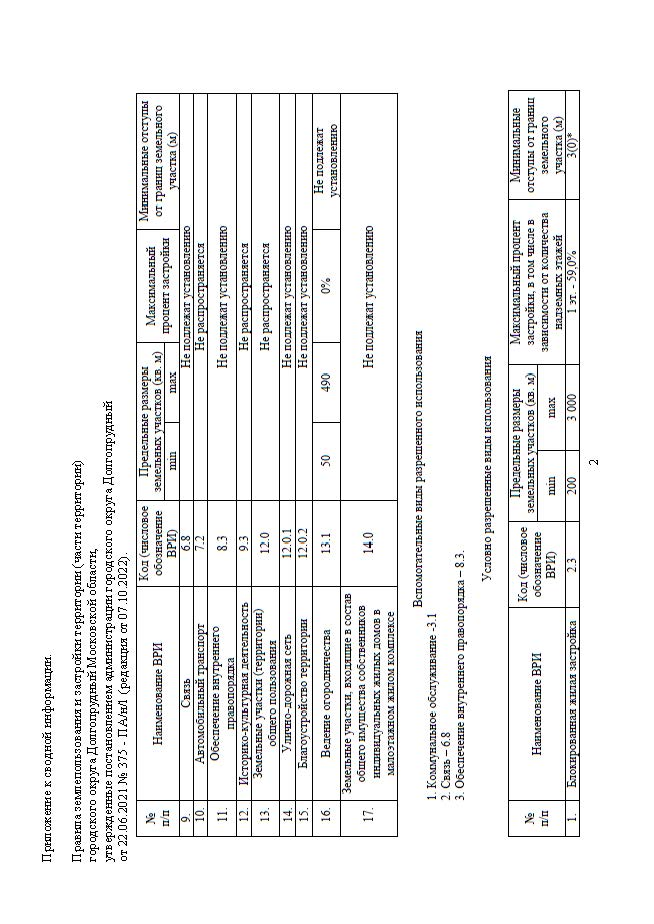 Приложение к сводной информации.
Правила землепользования и застройки территории (части территории)
городского округа Долгопрудный Московской области,
утвержденные постановлением администрации городского округа Долгопрудный
от 22.06.2021 № 375 - ПА/нпа (редакция от 07.10.2022).
№ п/п Наименование ВРИ Код (числовое обозначение ВРИ) Предельные размеры земельных участков (кв. м) Максимальный процент застройки Минимальные отступы от границ земельного участка (м)
min max
9. Связь 6.8 Не подлежат установлению
10. Автомобильный транспорт 7.2 Не распространяется
11. Обеспечение внутреннего правопорядка 8.3 Не подлежат установлению
12. Историко-культурная деятельность 9.3 Не распространяется
13. Земельные участки (территории) общего пользования 12.0 Не распространяется
14. Улично-дорожная сеть 12.0.1 Не подлежат установлению
15. Благоустройство территории 12.0.2 Не подлежат установлению
16. Ведение огородничества 13.1 50 490 0% Не подлежат установлению
17. Земельные участки, входящие в состав общего имущества собственников индивидуальных жилых домов в малоэтажном жилом комплексе 14.0 Не подлежат установлению
Вспомогательные виды разрешенного использования
1. Коммунальное обслуживание -3.1
2. Связь – 6.8
3. Обеспечение внутреннего правопорядка – 8.3.
Условно разрешенные виды использования
№ п/п Наименование ВРИ Код (числовое обозначение ВРИ) Предельные размеры земельных участков (кв. м) Максимальный процент застройки, в том числе в зависимости от количества надземных этажей Минимальные отступы от границ земельного участка (м)
min max
1. Блокированная жилая застройка 2.3 200 3 000 1 эт. - 59,0% 3(0)*
2